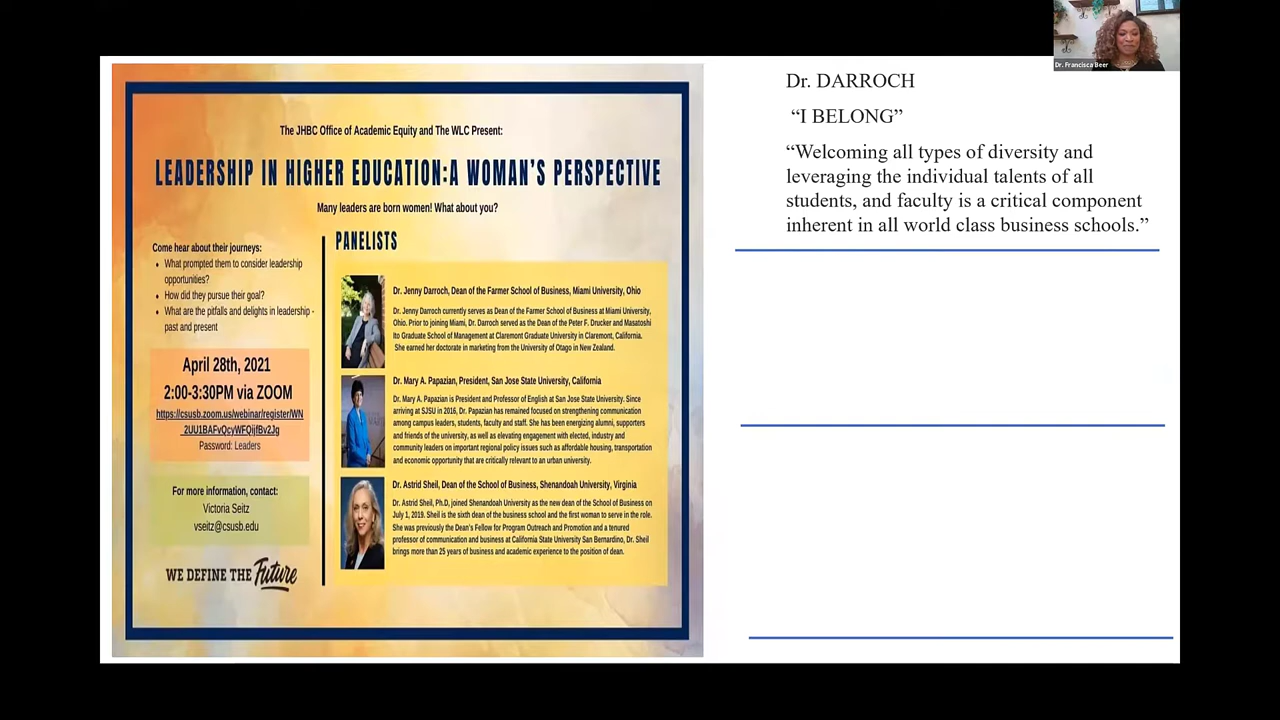 The JHBC Office of Academic Equity and The WLC Present:
LEADERSHIP IN HIGHER EDUCATION:A WOMAN'S PERSPECTIVE
Many leaders are born women! What about you?
Come hear about their journeys:
• What prompted them to consider leadership
opportunities?
• How did they pursue their goal?
• What are the pitfalls and delights in leadership -
past and present
April 28th, 2021
2:00-3:30PM via ZOOM
https://csusb.zoom.us/webinar/register/WN
_2UU1BAFvQcyWFQijfBv2Jg
Password: Leaders
For more information, contact:
Victoria Seitz
vseitz@csusb.edu
WE DEFINE THE Future
PANELISTS
Dr. Jenny Darroch, Dean of the Farmer School of Business, Miami University, Ohio
Dr. Jenny Darroch currently serves as Dean of the Farmer School of Business at Miami University,
Ohio. Prior to joining Miami, Dr. Darroch served as the Dean of the Peter F. Drucker and Masatoshi
Ito Graduate School of Management at Claremont Graduate University in Claremont, California.
She earned her doctorate in marketing from the University of Otago in New Zealand.
Dr. Mary A. Papazian, President, San Jose State University, California
Dr. Mary A. Papazian is President and Professor of English at San Jose State University. Since
arriving at SJSU in 2016, Dr. Papazian has remained focused on strengthening communication
among campus leaders, students, faculty and staff. She has been energizing alumni, supporters
and friends of the university, as well as elevating engagement with elected, industry and
community leaders on important regional policy issues such as affordable housing, transportation
and economic opportunity that are critically relevant to an urban university.
Dr. Astrid Sheil, Dean of the School of Business, Shenandoah University, Virginia
Dr. Astrid Sheil, Ph.D, joined Shenandoah University as the new dean of the School of Business on
July 1, 2019. Sheil is the sixth dean of the business school and the first woman to serve in the role.
She was previously the Dean's Fellow for Program Outreach and Promotion and a tenured
professor of communication and business at California State University San Bernardino, Dr. Sheil
brings more than 25 years of business and academic experience to the position of dean.
Dr. Francisca Beer
Dr. DARROCH
“I BELONG”
“Welcoming all types of diversity and
leveraging the individual talents of all
students, and faculty is a critical component
inherent in all world class business schools.”